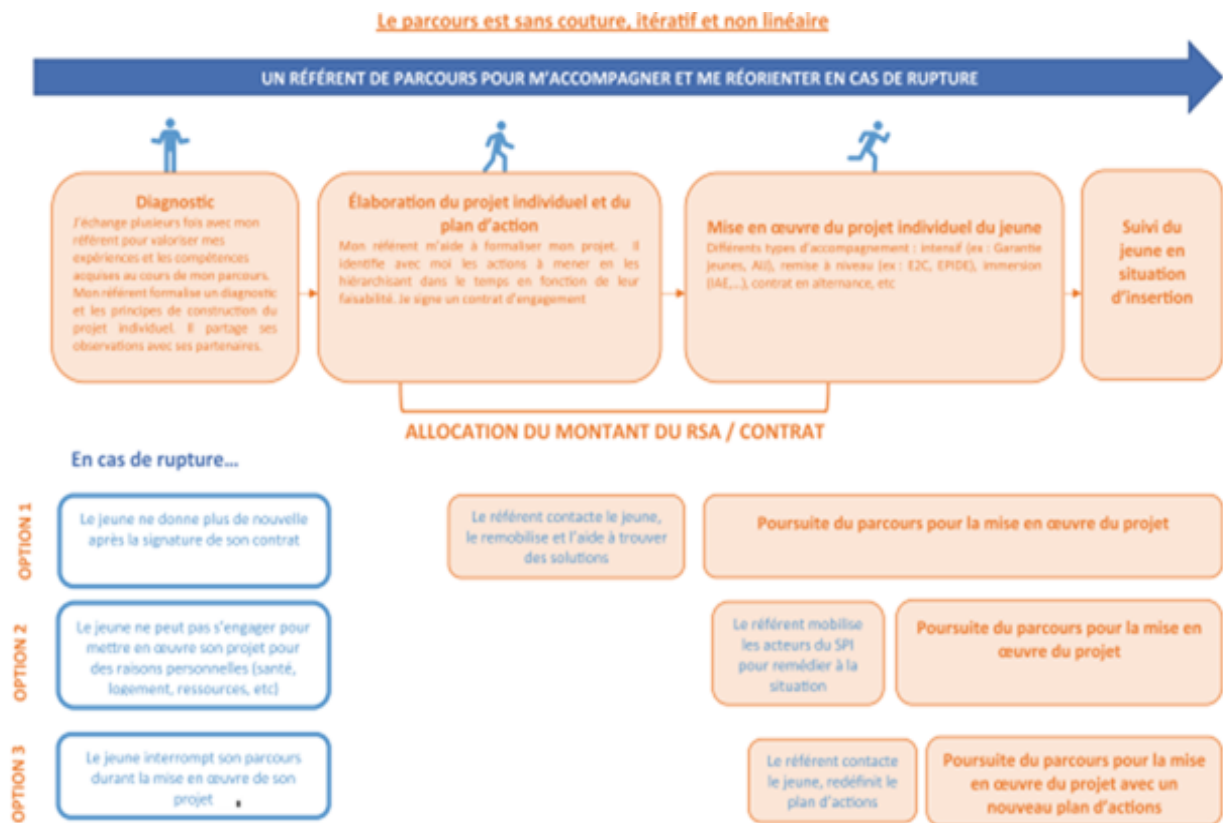 Le parcours est sans couture, itératif et non linéaire
UN RÉFÉRENT DE PARCOURS POUR M'ACCOMPAGNER ET ME RÉORIENTER EN CAS DE RUPTURE
Diagnostic
J'échange plusieurs fois avec mon
référent pour valoriser mes
expériences et les compétences
acquises au cours de mon parcours.
Mon référent formalise un diagnostic
et les principes de construction du
projet individuel. Il partage ses
observations avec ses partenaires.
Élaboration du projet individuel et du
plan d'action
Mon référent m'aide à formaliser mon projet. Il
identifie avec moi les actions à mener en les
hiérarchisant dans le temps en fonction de leur
faisabilité. Je signe un contrat d'engagement
Mise en œuvre du projet individuel du jeune
Différents types d'accompagnement : intensif (ex : Garantie
jeunes, AIJ), remise à niveau (ex : E2C, EPIDE), immersion
(IAE,...), contrat en alternance, etc
Suivi du
jeune en
situation
d'insertion
ALLOCATION DU MONTANT DU RSA / CONTRAT
En cas de rupture...
OPTION 1
Le jeune ne donne plus de nouvelle
après la signature de son contrat
Le référent contacte le jeune,
le remobilise et l'aide à trouver
des solutions
Poursuite du parcours pour la mise en œuvre du projet
OPTION 2
Le jeune ne peut pas s'engager pour
mettre en œuvre son projet pour
des raisons personnelles (santé,
logement, ressources, etc)
Le référent mobilise
les acteurs du SPI
pour remédier à la
situation
Poursuite du parcours pour la mise en
œuvre du projet
OPTION 3
Le jeune interrompt son parcours
durant la mise en œuvre de son
projet
Le référent contacte
le jeune, redéfinit le
plan d'actions
Poursuite du parcours pour la mise
en œuvre du projet avec un
nouveau plan d'actions